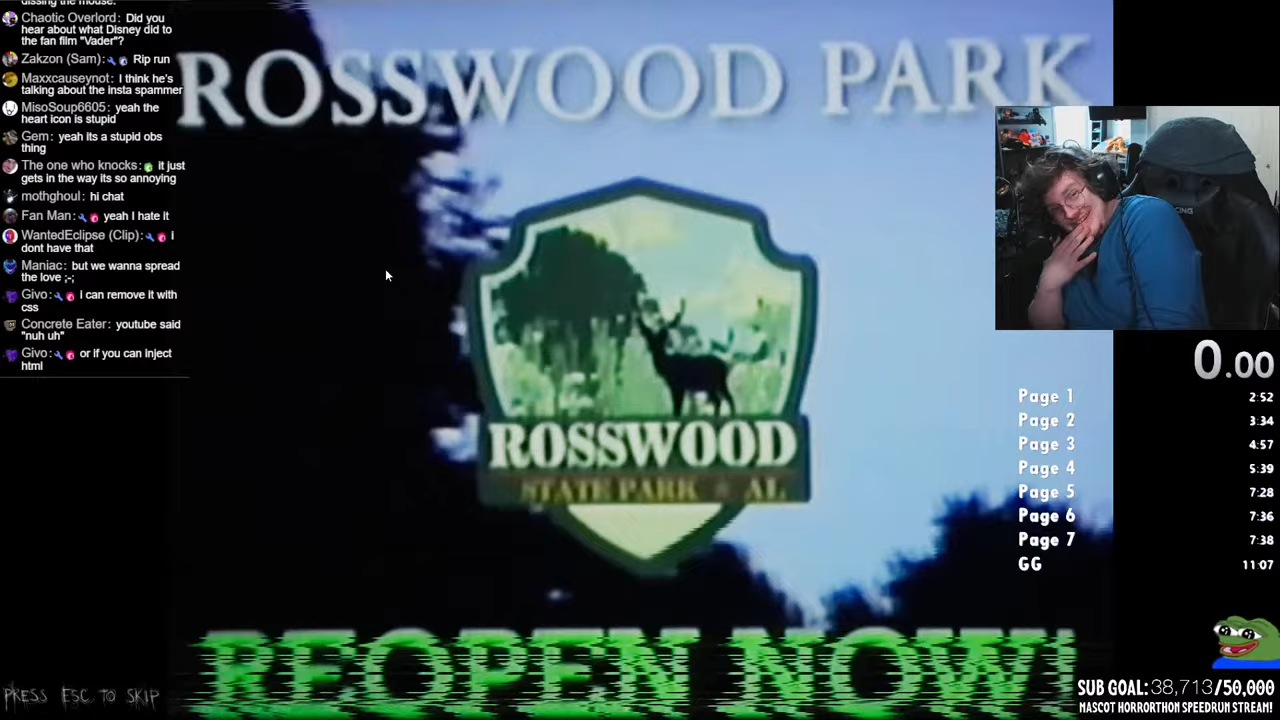 dissing the mouse.
Chaotic Overlord: Did you
hear about what Disney did to
the fan film "Vader"?
Zakzon (Sam): Rip run
Maxxcauseynot: I think he's
talking about the insta spammer
MisoSoup6605: yeah the
heart icon is stupid
Gem: yeah its a stupid obs
thing
The one who knocks: it just
gets in the way its so annoying
mothghoul: hi chat
Fan Man: yeah I hate it
WantedEclipse (Clip): i
dont have that
Maniac: but we wanna spread
the love ;-;
Givo: i can remove it with
css
Concrete Eater: youtube said
"nuh uh"
Givo: or if you can inject
html
ROSSWOOD PARK
ROSSWOOD
STATE PARK AL
REOPEN NOW!
PRESS ESC TO SKIP
CING
0.00
Page 1 2:52
Page 2 3:34
Page 3 4:57
Page 4 5:39
Page 5 7:28
Page 6 7:36
Page 7 7:38
GG 11:07
SUB GOAL: 38,713/50,000
MASCOT HORRORTHON SPEEDRUN STREAM!